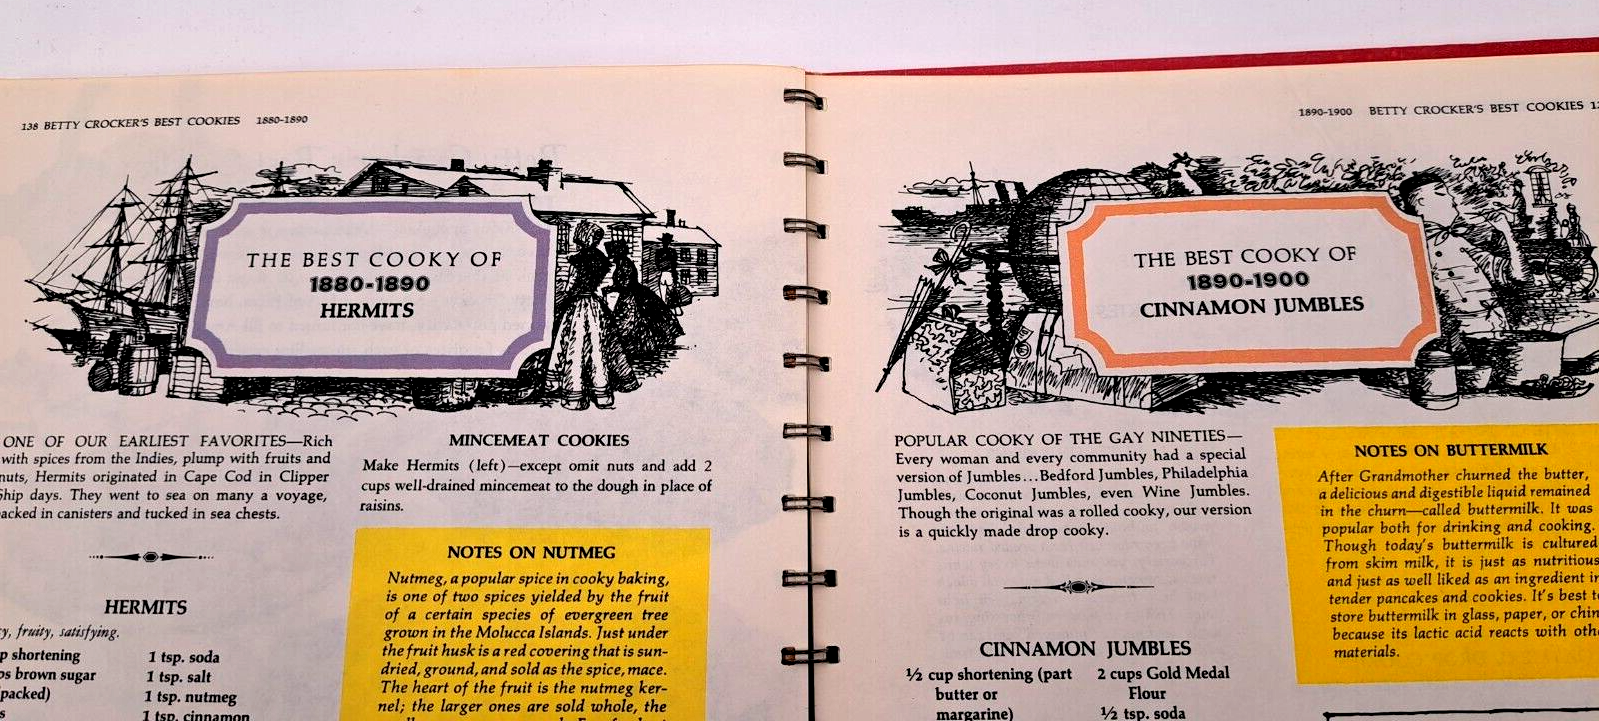 138 BETTY CROCKER'S BEST COOKIES 1880-1890
THE BEST COOKY OF
1880-1890
HERMITS
ONE OF OUR EARLIEST FAVORITES—Rich
with spices from the Indies, plump with fruits and
nuts, Hermits originated in Cape Cod in Clipper
Ship days. They went to sea on many a voyage,
packed in canisters and tucked in sea chests.
HERMITS
fruity, satisfying.
shortening
brown sugar
(packed)
1 tsp. soda
1 tsp. salt
1 tsp. nutmeg
1 tsp. cinnamon
MINCEMEAT COOKIES
Make Hermits (left)—except omit nuts and add 2
cups well-drained mincemeat to the dough in place of
raisins.
NOTES ON NUTMEG
Nutmeg, a popular spice in cooky baking,
is one of two spices yielded by the fruit
of a certain species of evergreen tree
grown in the Molucca Islands. Just under
the fruit husk is a red covering that is sun-
dried, ground, and sold as the spice, mace.
The heart of the fruit is the nutmeg ker-
nel; the larger ones are sold whole, the
1890-1900 BETTY CROCKER'S BEST COOKIES
THE BEST COOKY OF
1890-1900
CINNAMON JUMBLES
POPULAR COOKY OF THE GAY NINETIES—
Every woman and every community had a special
version of Jumbles...Bedford Jumbles, Philadelphia
Jumbles, Coconut Jumbles, even Wine Jumbles.
Though the original was a rolled cooky, our version
is a quickly made drop cooky.
CINNAMON JUMBLES
½ cup shortening (part
butter or
margarine)
2 cups Gold Medal
Flour
½ tsp. soda
NOTES ON BUTTERMILK
After Grandmother churned the butter,
a delicious and digestible liquid remained
in the churn—called buttermilk. It was
popular both for drinking and cooking.
Though today's buttermilk is cultured
from skim milk, it is just as nutritious
and just as well liked as an ingredient in
tender pancakes and cookies. It's best to
store buttermilk in glass, paper, or china
because its lactic acid reacts with other
materials.